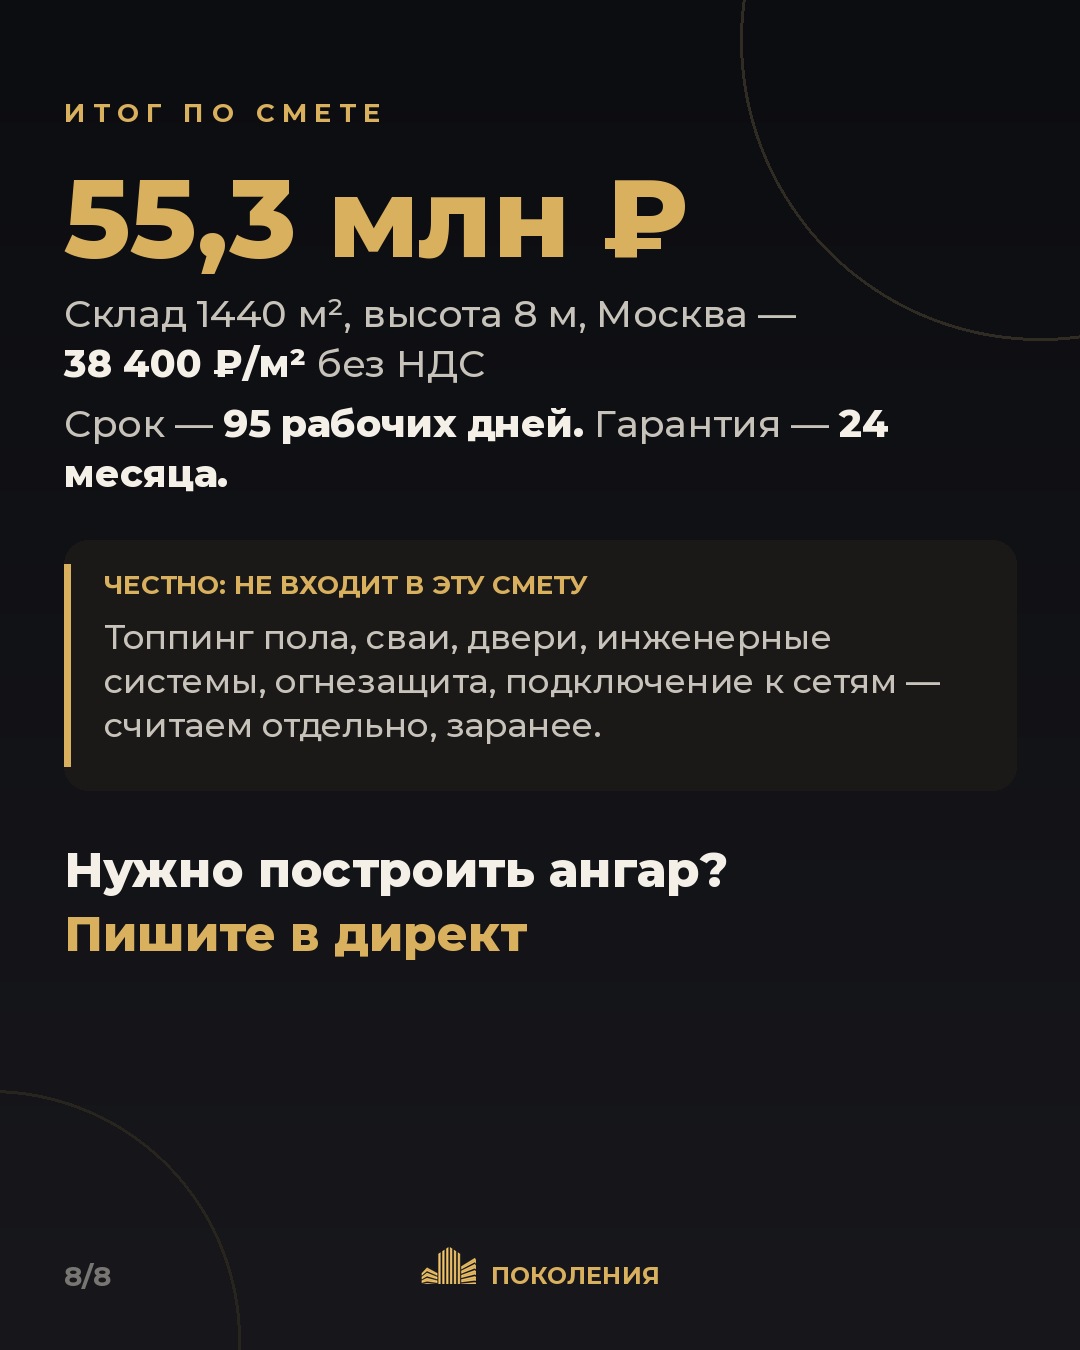 ИТОГ ПО СМЕТЕ
55,3 млн ₽
Склад 1440 м², высота 8 м, Москва —
38 400 ₽/м² без НДС
Срок — 95 рабочих дней. Гарантия — 24
месяца.
ЧЕСТНО: НЕ ВХОДИТ В ЭТУ СМЕТУ
Топпинг пола, сваи, двери, инженерные
системы, огнезащита, подключение к сетям —
считаем отдельно, заранее.
Нужно построить ангар?
Пишите в директ
8/8
ПОКОЛЕНИЯ